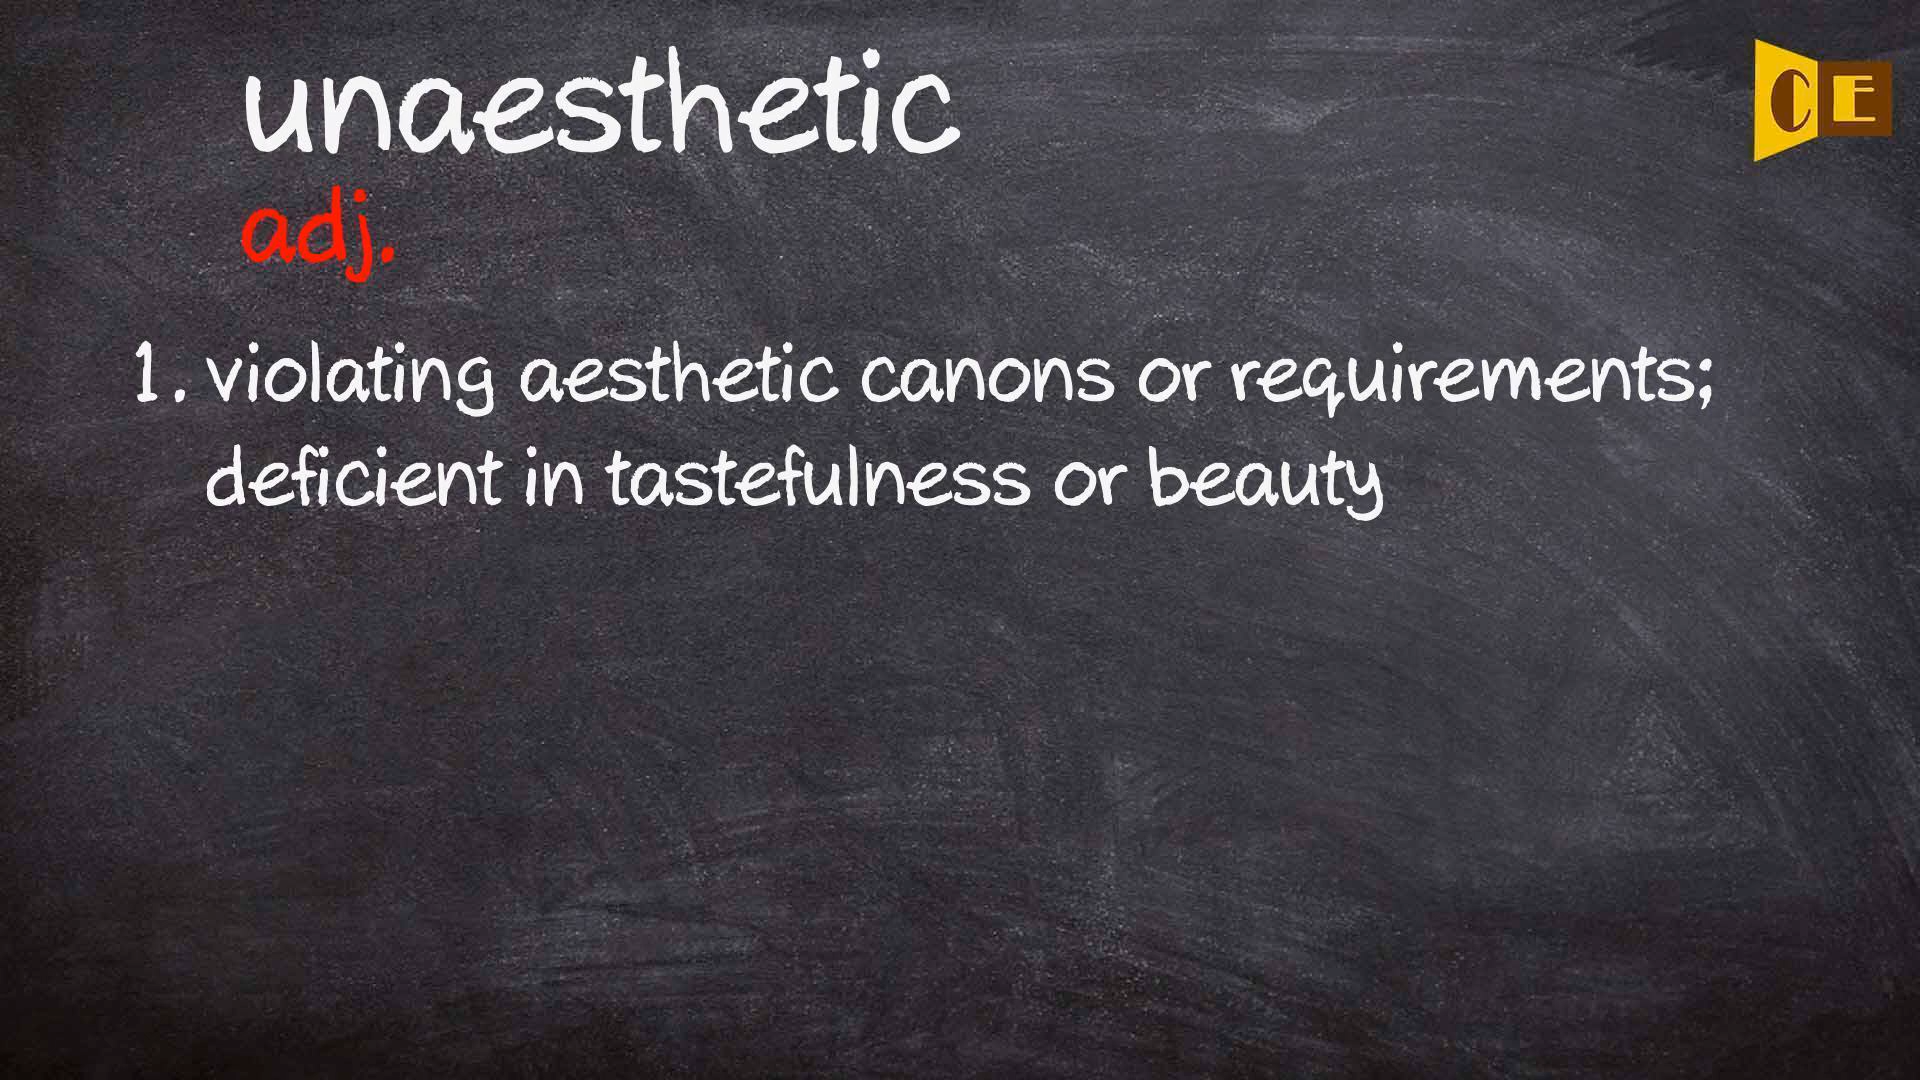 unaesthetic
CE
adj.
1. violating aesthetic canons or requirements;
deficient in tastefulness or beauty